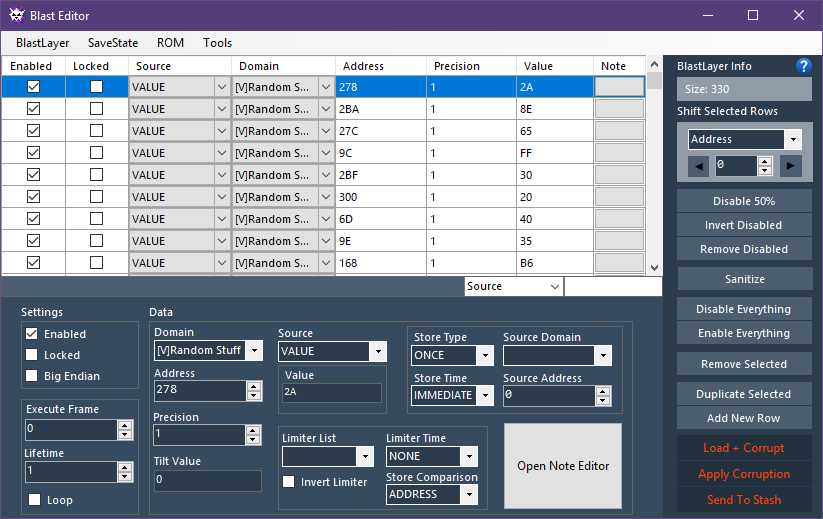 Blast Editor
BlastLayer SaveState ROM Tools
Enabled Locked Source Domain Address Precision Value Note
VALUE [V]Random S... 278 1 2A
VALUE [V]Random S... 2BA 1 8E
VALUE [V]Random S... 27C 1 65
VALUE [V]Random S... 9C 1 FF
VALUE [V]Random S... 2BF 1 30
VALUE [V]Random S... 300 1 20
VALUE [V]Random S... 6D 1 40
VALUE [V]Random S... 9E 1 35
VALUE [V]Random S... 168 1 B6
Source
BlastLayer Info ?
Size: 330
Shift Selected Rows
Address
0
Disable 50%
Invert Disabled
Remove Disabled
Sanitize
Disable Everything
Enable Everything
Remove Selected
Duplicate Selected
Add New Row
Load + Corrupt
Apply Corruption
Send To Stash
Settings
Enabled
Locked
Big Endian
Execute Frame
0
Lifetime
1
Loop
Data
Domain
[V]Random Stuff
Address
278
Precision
1
Tilt Value
0
Source
VALUE
Value
2A
Store Type
ONCE
Source Domain
Store Time
IMMEDIATE
Source Address
0
Limiter List
Invert Limiter
Limiter Time
NONE
Store Comparison
ADDRESS
Open Note Editor